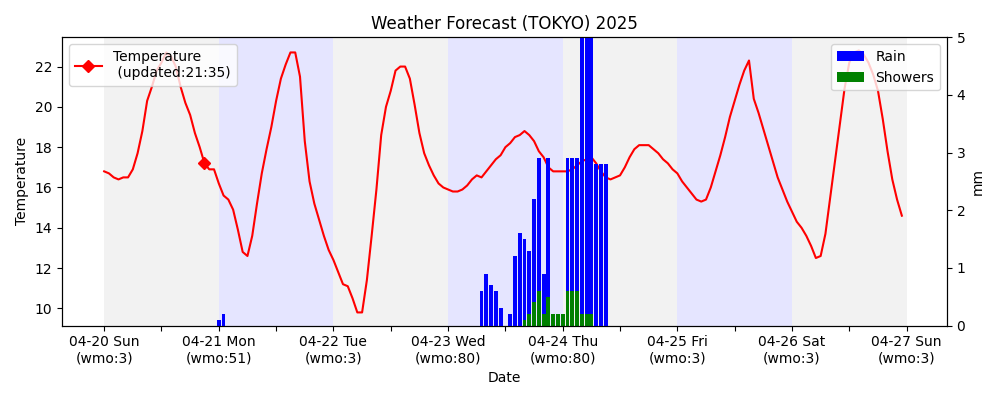 Weather Forecast (TOKYO) 2025
Temperature
(updated:21:35)
Rain
Showers
Temperature
22
20
18
16
14
12
10
5
4
3
2
1
0
mm
04-20 Sun
(wmo:3)
04-21 Mon
(wmo:51)
04-22 Tue
(wmo:3)
04-23 Wed
(wmo:80)
04-24 Thu
(wmo:80)
04-25 Fri
(wmo:3)
04-26 Sat
(wmo:3)
04-27 Sun
(wmo:3)
Date